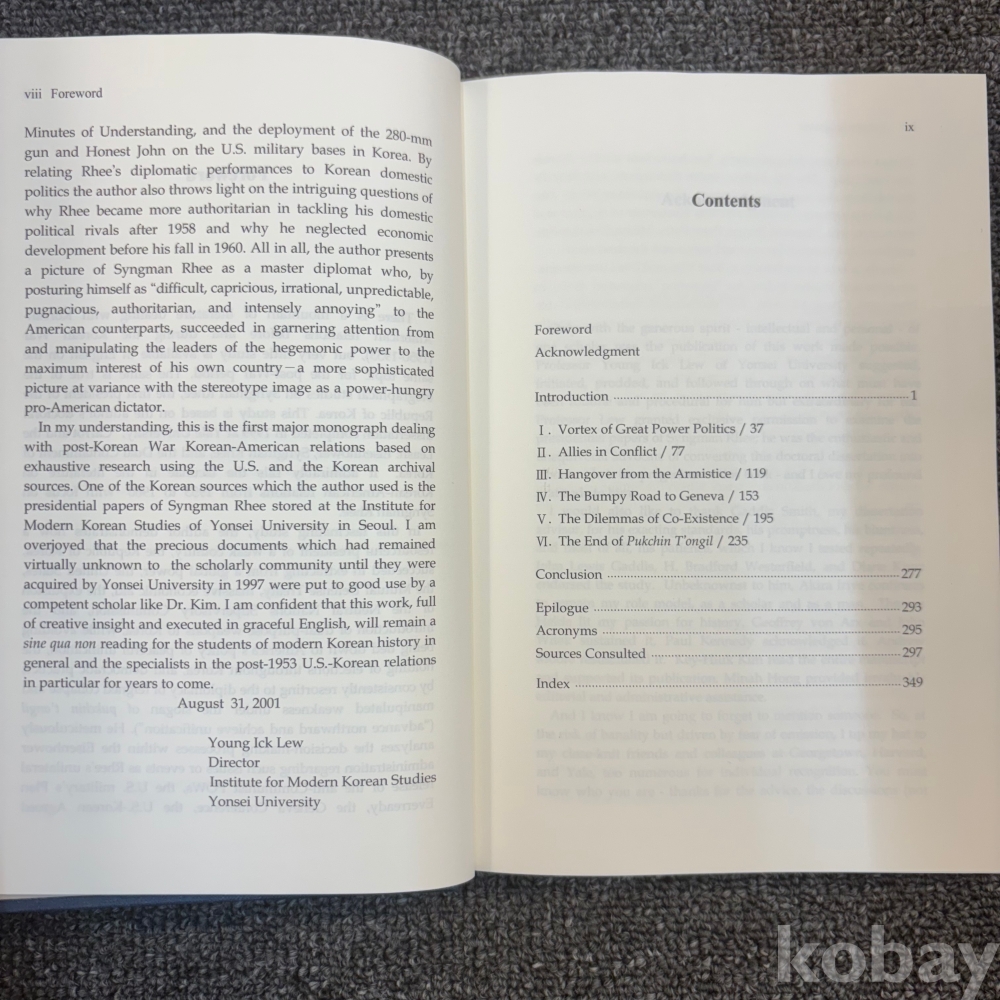 viii Foreword
Minutes of Understanding, and the deployment of the 280-mm
gun and Honest John on the U.S. military bases in Korea. By
relating Rhee's diplomatic performances to Korean domestic
politics the author also throws light on the intriguing questions of
why Rhee became more authoritarian in tackling his domestic
political rivals after 1958 and why he neglected economic
development before his fall in 1960. All in all, the author presents
a picture of Syngman Rhee as a master diplomat who, by
posturing himself as “difficult, capricious, irrational, unpredictable,
pugnacious, authoritarian, and intensely annoying” to the
American counterparts, succeeded in garnering attention from
and manipulating the leaders of the hegemonic power to the
maximum interest of his own country—a more sophisticated
picture at variance with the stereotype image as a power-hungry
pro-American dictator.
In my understanding, this is the first major monograph dealing
with post-Korean War Korean-American relations based on
exhaustive research using the U.S. and the Korean archival
sources. One of the Korean sources which the author used is the
presidential papers of Syngman Rhee stored at the Institute for
Modern Korean Studies of Yonsei University in Seoul. I am
overjoyed that the precious documents which had remained
virtually unknown to the scholarly community until they were
acquired by Yonsei University in 1997 were put to good use by a
competent scholar like Dr. Kim. I am confident that this work, full
of creative insight and executed in graceful English, will remain a
sine qua non reading for the students of modern Korean history in
general and the specialists in the post-1953 U.S.-Korean relations
in particular for years to come.
August 31, 2001
Young Ick Lew
Director
Institute for Modern Korean Studies
Yonsei University
ix
Contents
Foreword
Acknowledgment
Introduction 1
Ⅰ. Vortex of Great Power Politics / 37
Ⅱ. Allies in Conflict / 77
Ⅲ. Hangover from the Armistice / 119
Ⅳ. The Bumpy Road to Geneva / 153
Ⅴ. The Dilemmas of Co-Existence / 195
Ⅵ. The End of Pukchin T'ongil / 235
Conclusion 277
Epilogue 293
Acronyms 295
Sources Consulted 297
Index 349
kobay